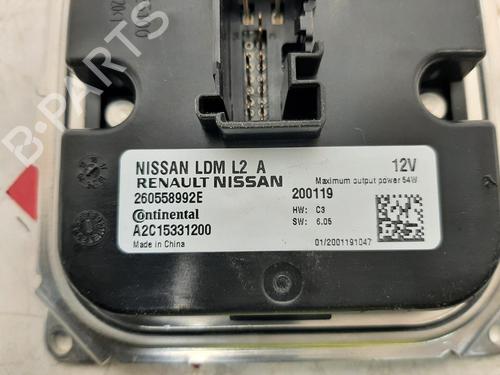 B-PARTS
NISSAN LDM L2 A
12V
RENAULT NISSAN
Maximum output power 54W
260558992E
200119
Continental
HW: C3
A2C15331200
SW: 6.05
Made in China
01/2001191047